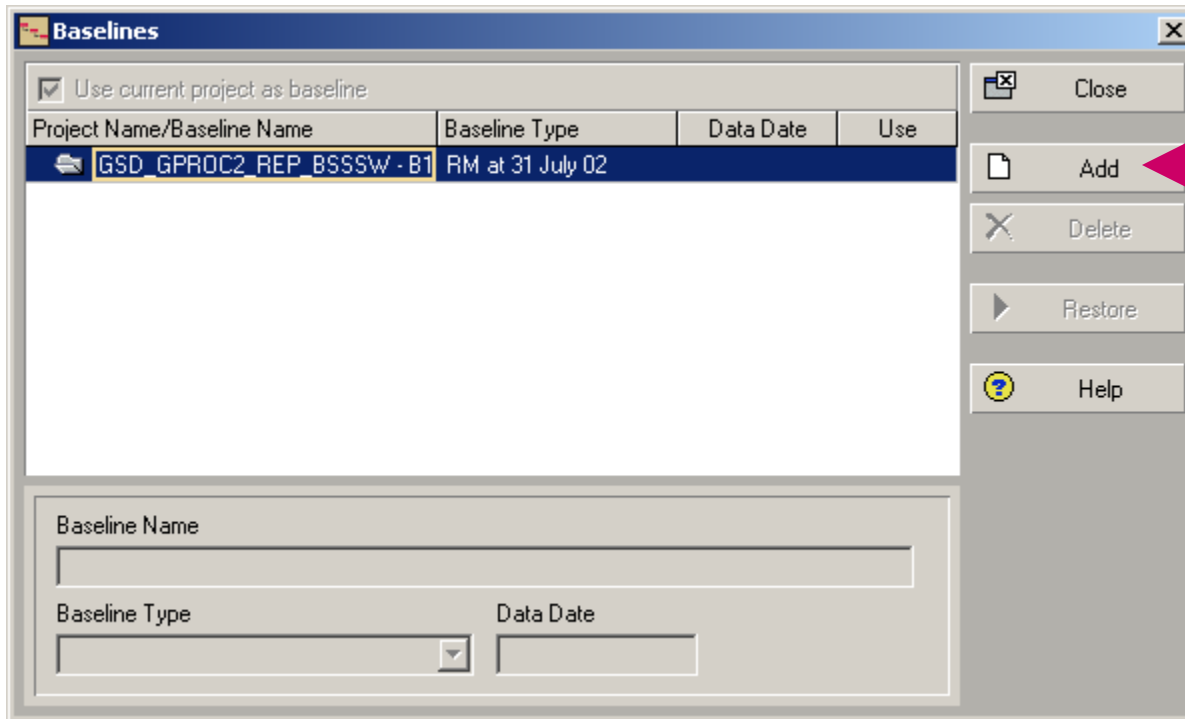 Baselines
Use current project as baseline
Project Name/Baseline Name Baseline Type Data Date Use
GSD_GPROC2_REP_BSSSW - B1 RM at 31 July 02
Close
Add
Delete
Restore
Help
Baseline Name
Baseline Type Data Date